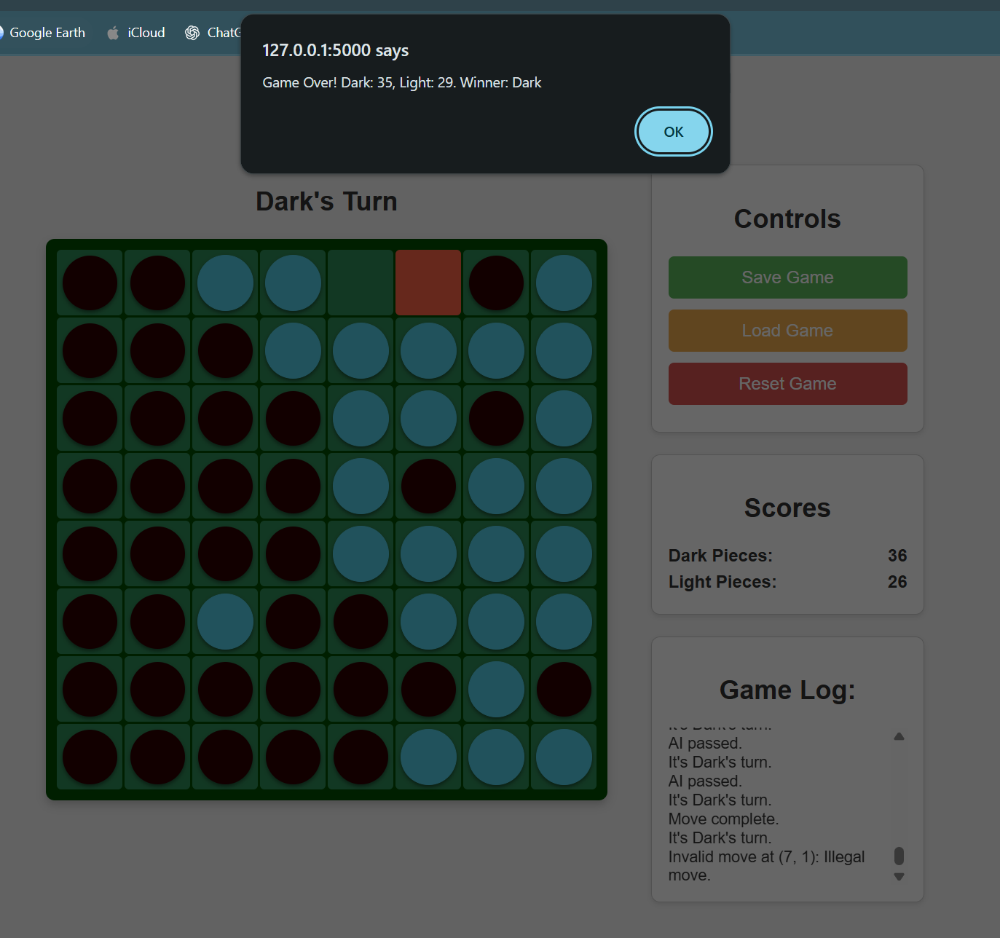 Google Earth
iCloud
127.0.0.1:5000 says
Game Over! Dark: 35, Light: 29. Winner: Dark
OK
Dark's Turn
Controls
Save Game
Load Game
Reset Game
Scores
Dark Pieces: 36
Light Pieces: 26
Game Log:
It's Dark's turn.
AI passed.
It's Dark's turn.
AI passed.
It's Dark's turn.
Move complete.
It's Dark's turn.
Invalid move at (7, 1): Illegal
move.